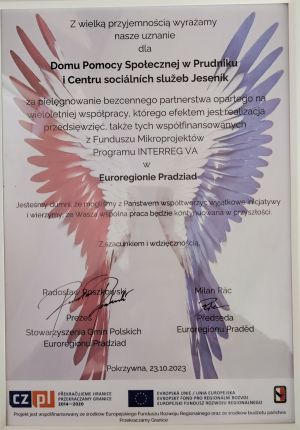 Z wielką przyjemnością wyrażamy
nasze uznanie
dla
Domu Pomocy Społecznej w Prudniku
i Centru sociálních služeb Jeseník
za pielęgnowanie bezcennego partnerstwa opartego na
wieloletniej współpracy, którego efektem jest realizacja
przedsięwzięć, także tych współfinansowanych
z Funduszu Mikroprojektów
Programu INTERREG VA
w
Euroregionie Pradziad
Jesteśmy dumni, że mogliśmy z Państwem współtworzyć wyjątkowe inicjatywy
i wierzymy, że Wasza wspólna praca będzie kontynuowana w przyszłości.
Z szacunkiem i wdzięcznością,
Radosław Roszkowski
Milan Rác
Prezes
Předseda
Stowarzyszenia Gmin Polskich
Euroregionu Praděd
Euroregionu Pradziad
Pokrzywna, 23.10.2023
cz pl
PŘEKRAČUJEME HRANICE
PRZEKRACZAMY GRANICE
2014—2020
EVROPSKÁ UNIE / UNIA EUROPEJSKA
EVROPSKÝ FOND PRO REGIONÁLNÍ ROZVOJ
EUROPEJSKI FUNDUSZ ROZWOJU REGIONALNEGO
Projekt jest współfinansowany ze środków Europejskiego Funduszu Rozwoju Regionalnego oraz ze środków budżetu państwa
Przekraczamy Granice